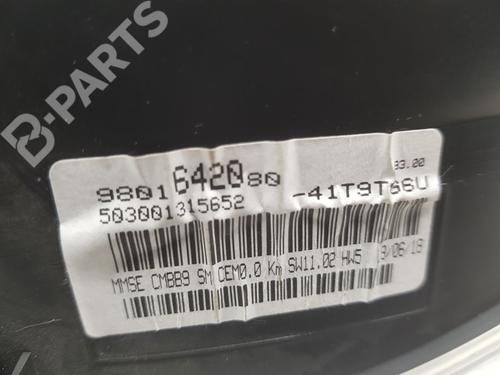 B-PARTS
33.00
9801642080 -41T9T66U
503001315652
MMSE CMBB9 SM CEM0.0 Km SW11.02 HW5 9/06/18